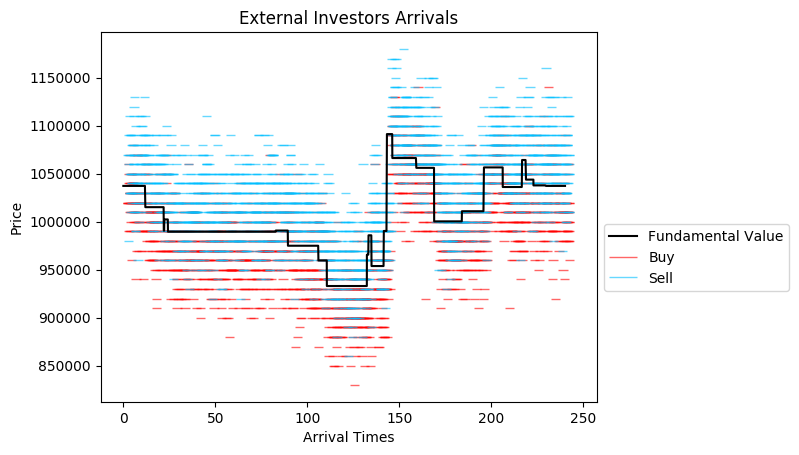 External Investors Arrivals
Price
1150000
1100000
1050000
1000000
950000
900000
850000
0 50 100 150 200 250
Arrival Times
Fundamental Value
Buy
Sell